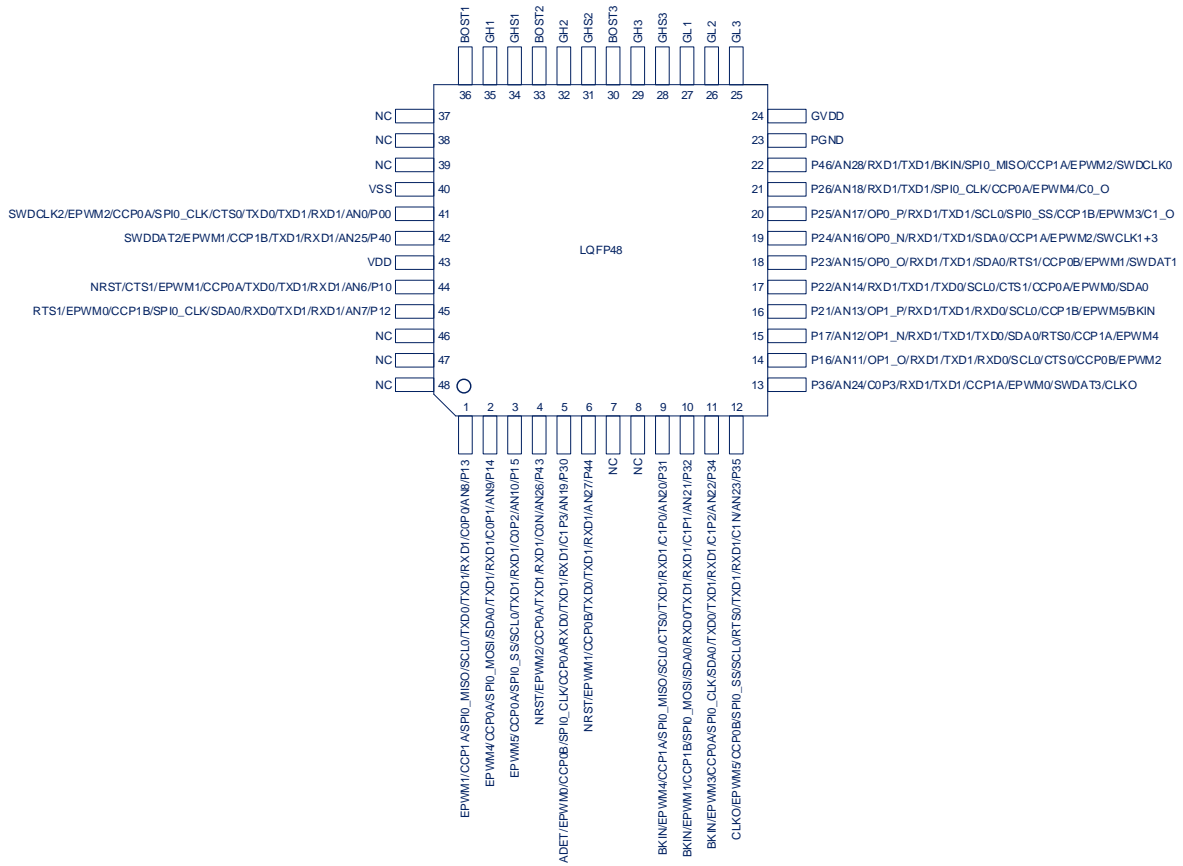 BOST1
GH1
GHS1
BOST2
GH2
GHS2
BOST3
GH3
GHS3
GL1
GL2
GL3
36
35
34
33
32
31
30
29
28
27
26
25
NC 37
NC 38
NC 39
VSS 40
SWDCLK2/EPWM2/CCP0A/SPI0_CLK/CTS0/TXD0/TXD1/RXD1/AN0/P00 41
SWDDAT2/EPWM1/CCP1B/TXD1/RXD1/AN25/P40 42
VDD 43
NRST/CTS1/EPWM1/CCP0A/TXD0/TXD1/RXD1/AN6/P10 44
RTS1/EPWM0/CCP1B/SPI0_CLK/SDA0/RXD0/TXD1/RXD1/AN7/P12 45
NC 46
NC 47
NC 48
LQFP48
24 GVDD
23 PGND
22 P46/AN28/RXD1/TXD1/BKIN/SPI0_MISO/CCP1A/EPWM2/SWDCLK0
21 P26/AN18/RXD1/TXD1/SPI0_CLK/CCP0A/EPWM4/C0_O
20 P25/AN17/OP0_P/RXD1/TXD1/SCL0/SPI0_SS/CCP1B/EPWM3/C1_O
19 P24/AN16/OP0_N/RXD1/TXD1/SDA0/CCP1A/EPWM2/SWCLK1+3
18 P23/AN15/OP0_O/RXD1/TXD1/SDA0/RTS1/CCP0B/EPWM1/SWDAT1
17 P22/AN14/RXD1/TXD1/TXD0/SCL0/CTS1/CCP0A/EPWM0/SDA0
16 P21/AN13/OP1_P/RXD1/TXD1/RXD0/SCL0/CCP1B/EPWM5/BKIN
15 P17/AN12/OP1_N/RXD1/TXD1/TXD0/SDA0/RTS0/CCP1A/EPWM4
14 P16/AN11/OP1_O/RXD1/TXD1/RXD0/SCL0/CTS0/CCP0B/EPWM2
13 P36/AN24/C0P3/RXD1/TXD1/CCP1A/EPWM0/SWDAT3/CLKO
1
2
3
4
5
6
7
8
9
10
11
12
EPWM1/CCP1A/SPI0_MISO/SCL0/TXD0/TXD1/RXD1/C0P0/AN8/P13
EPWM4/CCP0A/SPI0_MOSI/SDA0/TXD1/RXD1/C0P1/AN9/P14
EPWM5/CCP0A/SPI0_SS/SCL0/TXD1/RXD1/C0P2/AN10/P15
NRST/EPWM2/CCP0A/TXD1/RXD1/C0N/AN26/P43
ADET/EPWM0/CCP0B/SPI0_CLK/CCP0A/RXD0/TXD1/RXD1/C1P3/AN19/P30
NRST/EPWM1/CCP0B/TXD0/TXD1/RXD1/AN27/P44
NC
NC
BKIN/EPWM4/CCP1A/SPI0_MISO/SCL0/CTS0/TXD1/RXD1/C1P0/AN20/P31
BKIN/EPWM1/CCP1B/SPI0_MOSI/SDA0/RXD0/TXD1/RXD1/C1P1/AN21/P32
BKIN/EPWM3/CCP0A/SPI0_CLK/SDA0/TXD0/TXD1/RXD1/C1P2/AN22/P34
CLKO/EPWM5/CCP0B/SPI0_SS/SCL0/RTS0/TXD1/RXD1/C1N/AN23/P35